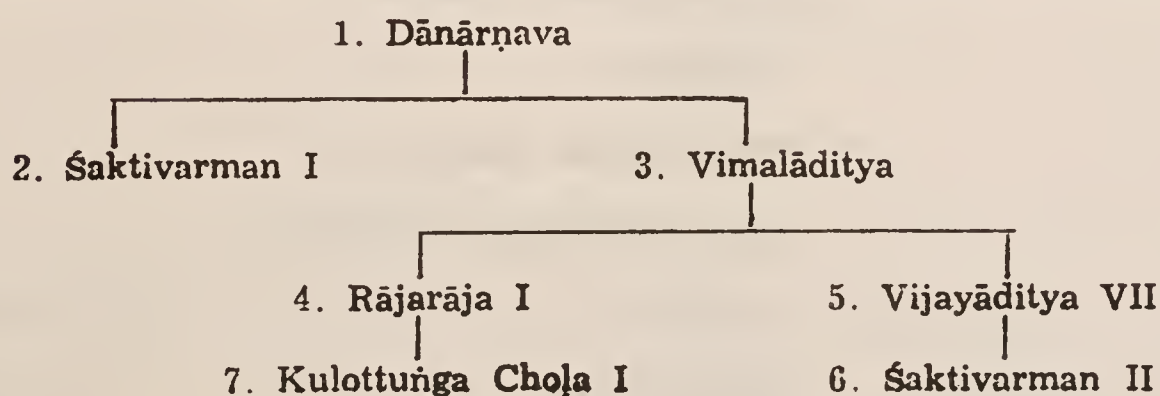 1. Dānārṇava
2. Śaktivarman I 3. Vimalāditya
4. Rājarāja I 5. Vijayāditya VII
7. Kulottuṅga Choḷa I 6. Śaktivarman II